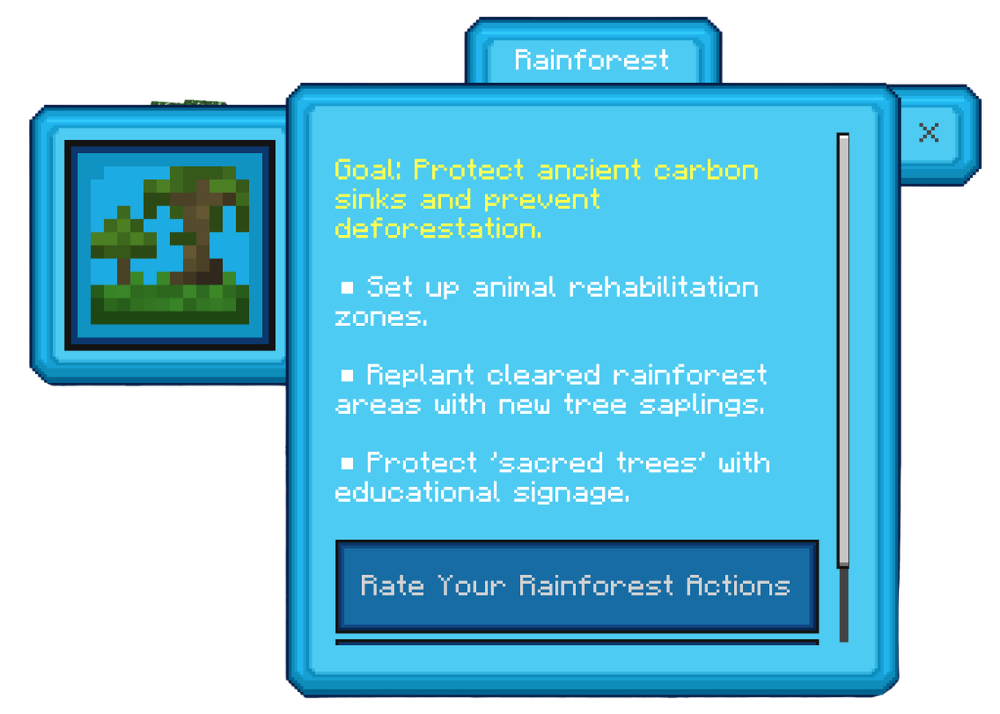 Rainforest
X
Goal: Protect ancient carbon
sinks and prevent
deforestation.
▪ Set up animal rehabilitation
zones.
▪ Replant cleared rainforest
areas with new tree saplings.
▪ Protect 'sacred trees' with
educational signage.
Rate Your Rainforest Actions